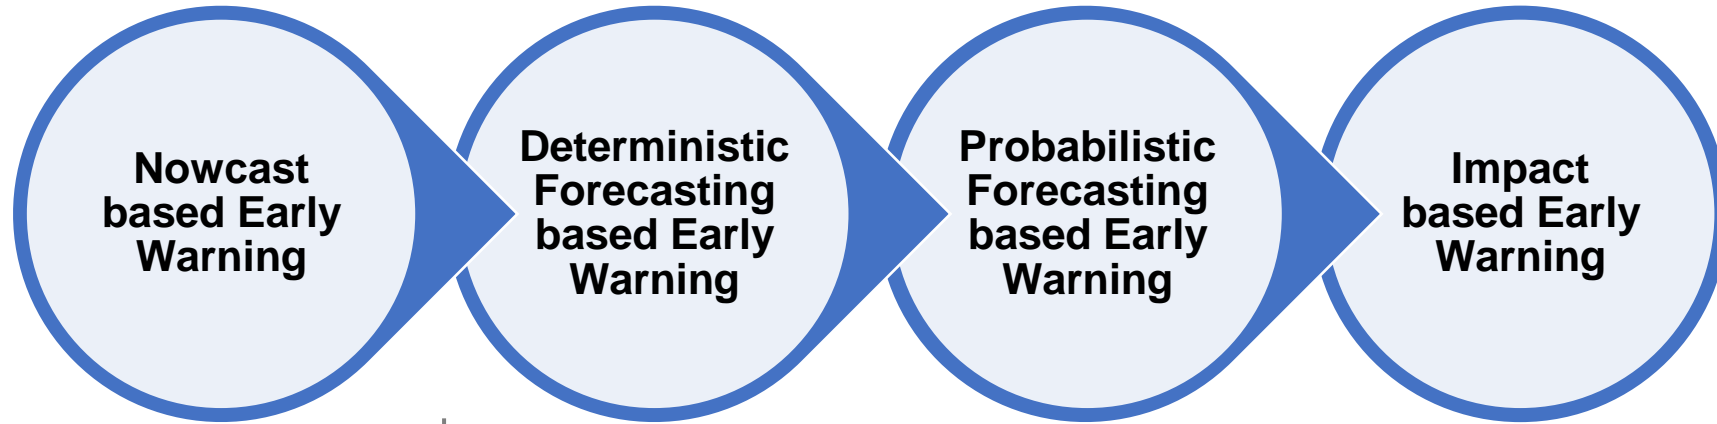 Nowcast
based Early
Warning
Deterministic
Forecasting
based Early
Warning
Probabilistic
Forecasting
based Early
Warning
Impact
based Early
Warning